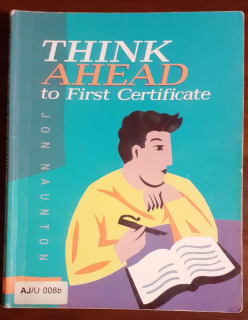 THINK
AHEAD
to First Certificate
JON NAUNTON
AJ/U 008b